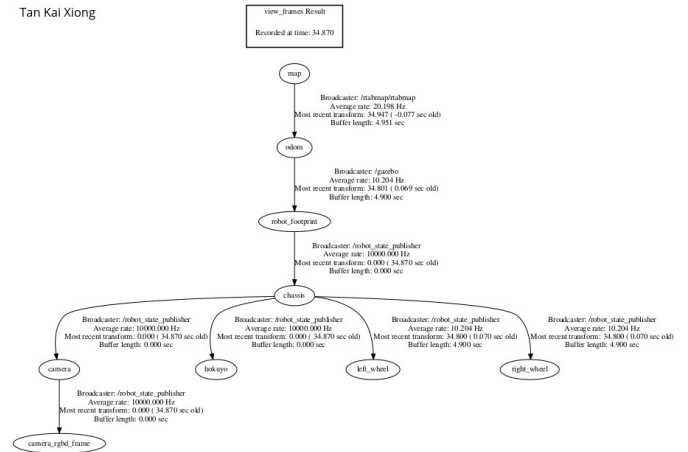 Tan Kai Xiong
view_frames Result
Recorded at time: 34.870
map
Broadcaster: /rtabmap/rtabmap
Average rate: 20.198 Hz
Most recent transform: 34.947 ( -0.077 sec old)
Buffer length: 4.951 sec
odom
Broadcaster: /gazebo
Average rate: 10.204 Hz
Most recent transform: 34.801 ( 0.069 sec old)
Buffer length: 4.900 sec
robot_footprint
Broadcaster: /robot_state_publisher
Average rate: 10000.000 Hz
Most recent transform: 0.000 ( 34.870 sec old)
Buffer length: 0.000 sec
chassis
Broadcaster: /robot_state_publisher
Average rate: 10000.000 Hz
Most recent transform: 0.000 ( 34.870 sec old)
Buffer length: 0.000 sec
Broadcaster: /robot_state_publisher
Average rate: 10000.000 Hz
Most recent transform: 0.000 ( 34.870 sec old)
Buffer length: 0.000 sec
Broadcaster: /robot_state_publisher
Average rate: 10.204 Hz
Most recent transform: 34.800 ( 0.070 sec old)
Buffer length: 4.900 sec
Broadcaster: /robot_state_publisher
Average rate: 10.204 Hz
Most recent transform: 34.800 ( 0.070 sec old)
Buffer length: 4.900 sec
camera
hokuyo
left_wheel
right_wheel
Broadcaster: /robot_state_publisher
Average rate: 10000.000 Hz
Most recent transform: 0.000 ( 34.870 sec old)
Buffer length: 0.000 sec
camera_rgbd_frame